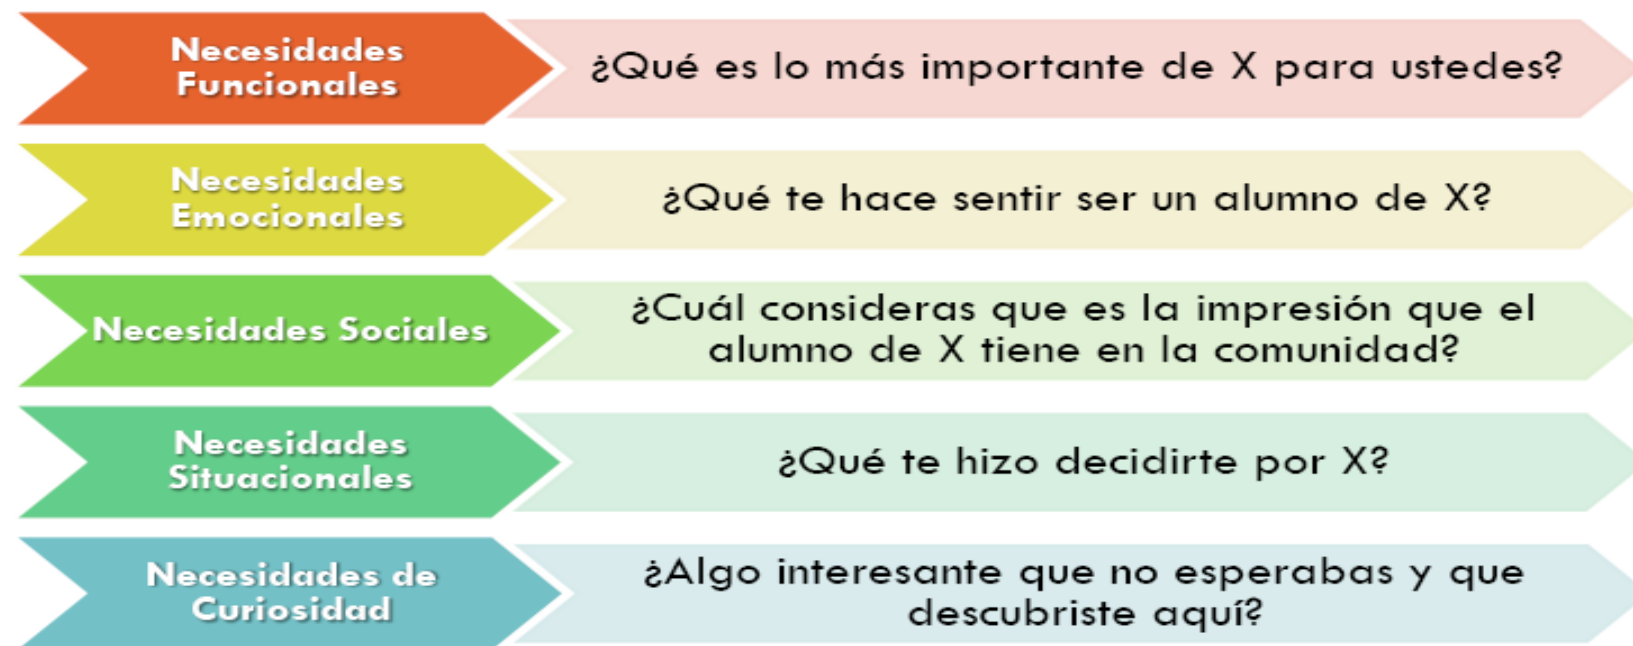 Necesidades
Funcionales
¿Qué es lo más importante de X para ustedes?
Necesidades
Emocionales
¿Qué te hace sentir ser un alumno de X?
Necesidades Sociales
¿Cuál consideras que es la impresión que el
alumno de X tiene en la comunidad?
Necesidades
Situacionales
¿Qué te hizo decidirte por X?
Necesidades de
Curiosidad
¿Algo interesante que no esperabas y que
descubriste aquí?